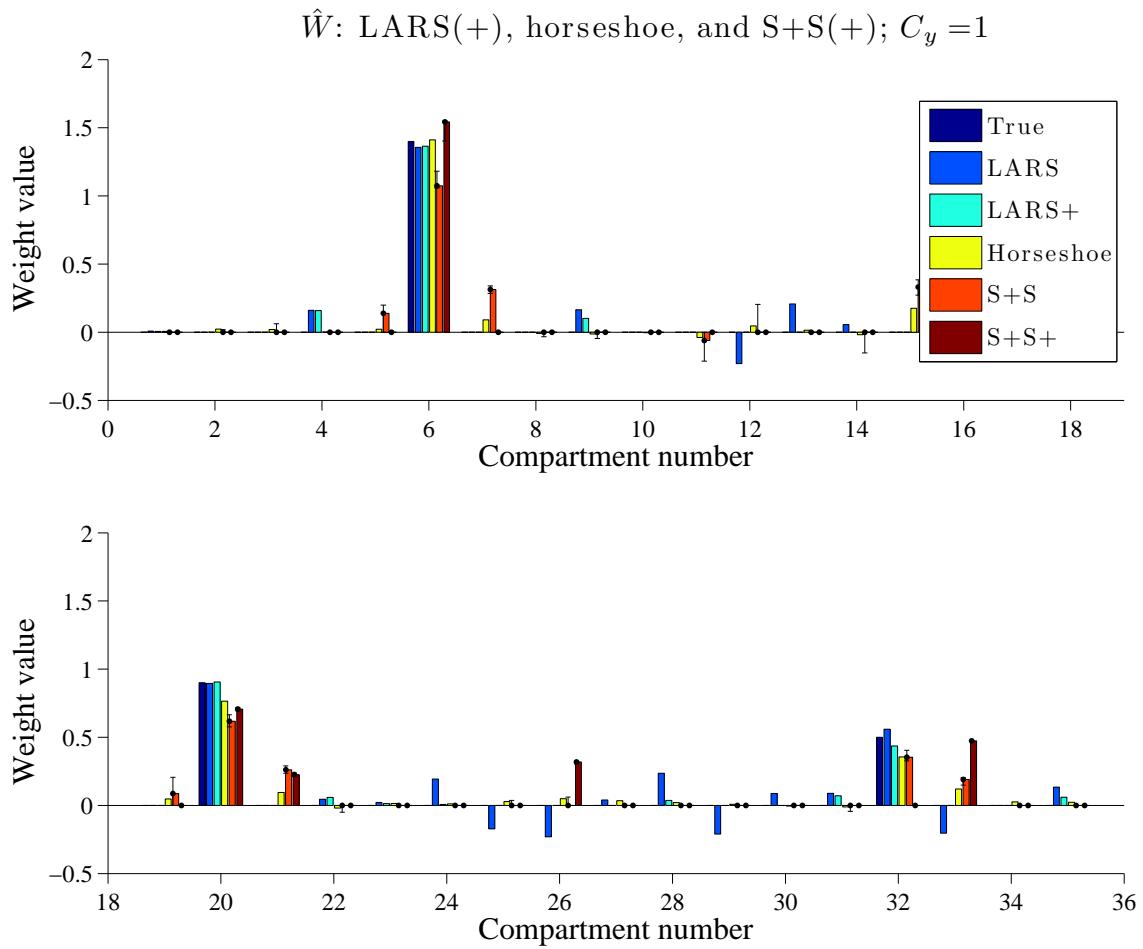 Ŵ: LARS(+), horseshoe, and S+S(+); C_y =1
2
1.5
1
0.5
0
−0.5
Weight value
0 2 4 6 8 10 12 14 16 18
Compartment number
True
LARS
LARS+
Horseshoe
S+S
S+S+
2
1.5
1
0.5
0
−0.5
Weight value
18 20 22 24 26 28 30 32 34 36
Compartment number